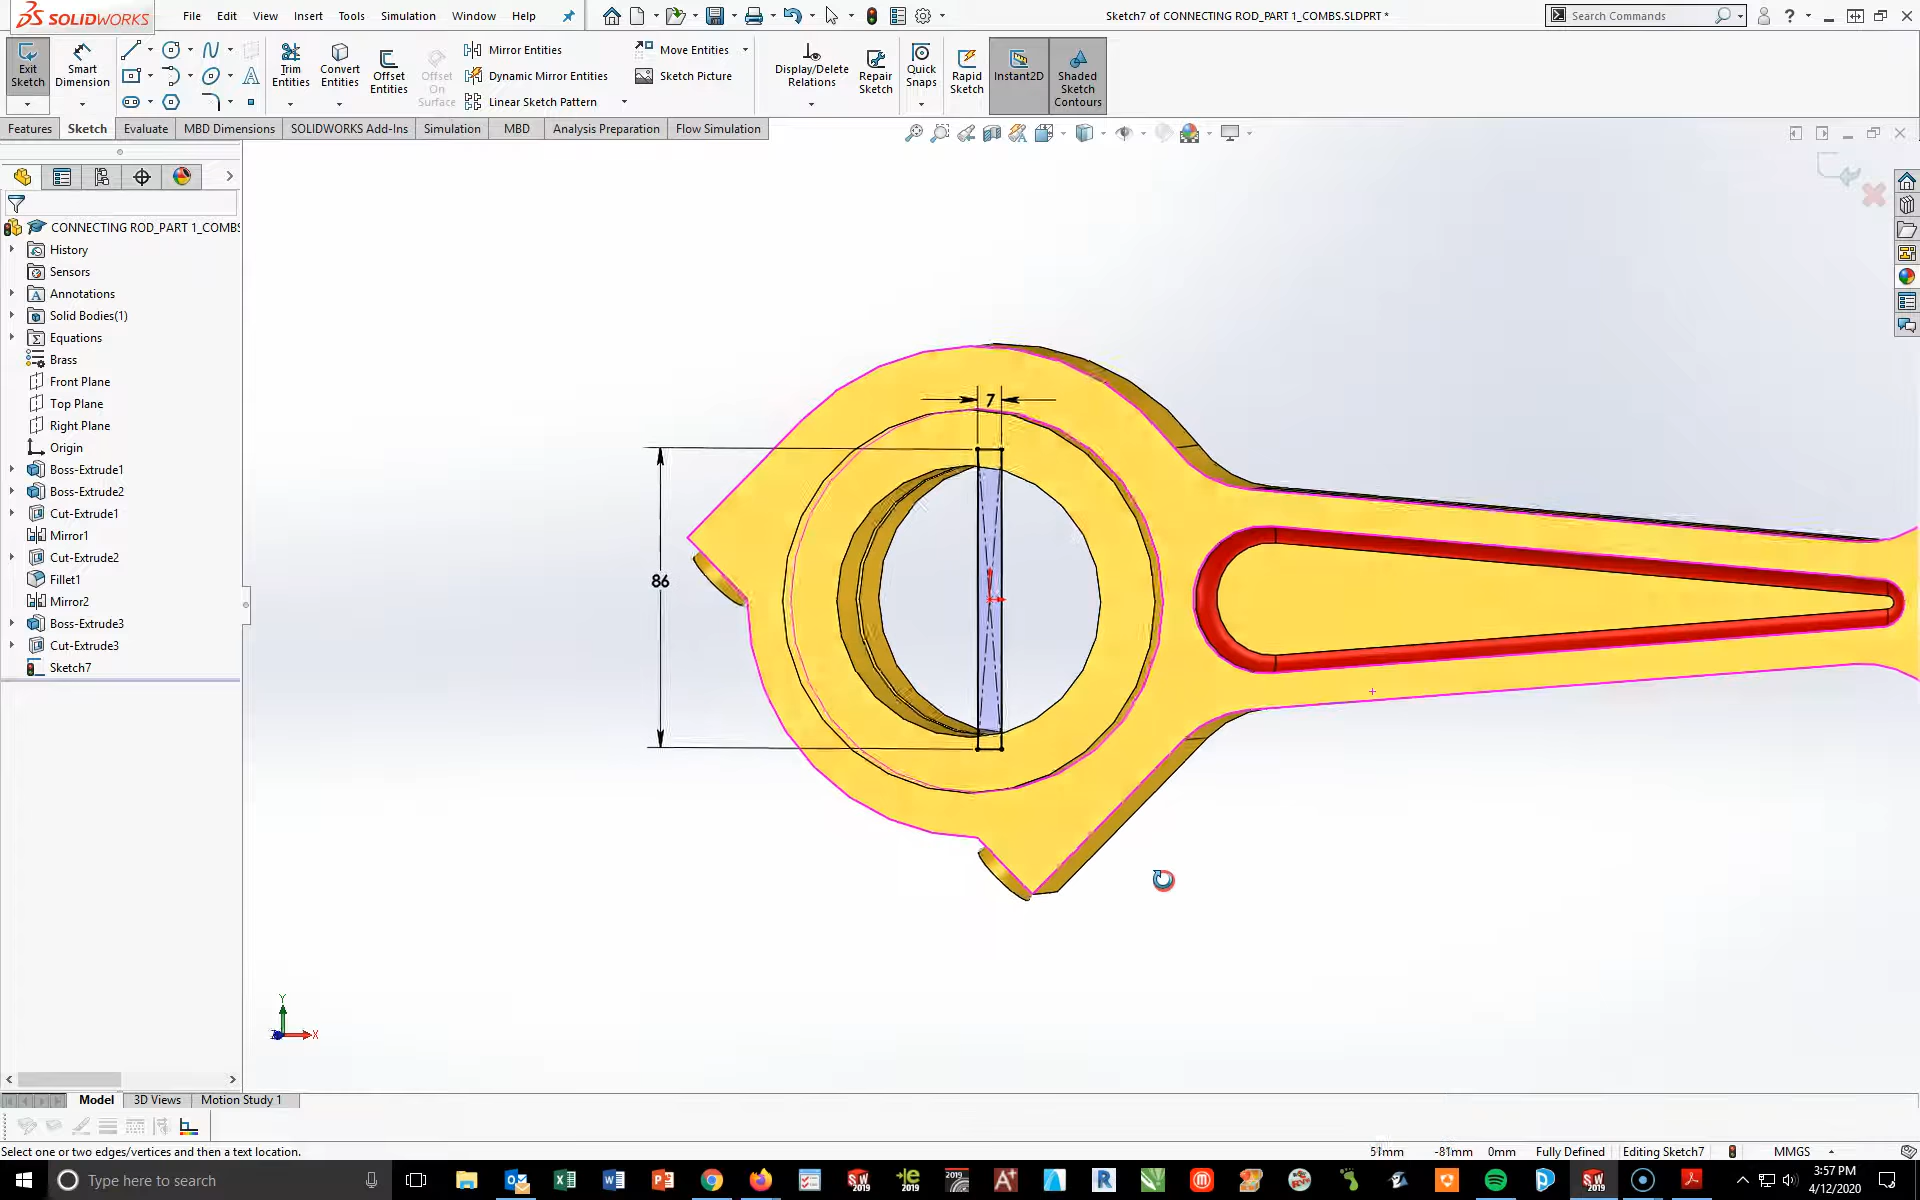 SOLIDWORKS
File Edit View Insert Tools Simulation Window Help
Sketch7 of CONNECTING ROD_PART 1_COMBS.SLDPRT *
Search Commands
Exit Sketch
Smart Dimension
Trim Entities
Convert Entities
Offset Entities
Offset On Surface
Mirror Entities
Dynamic Mirror Entities
Linear Sketch Pattern
Move Entities
Sketch Picture
Display/Delete Relations
Repair Sketch
Quick Snaps
Rapid Sketch
Instant2D
Shaded Sketch Contours
Features Sketch Evaluate MBD Dimensions SOLIDWORKS Add-Ins Simulation MBD Analysis Preparation Flow Simulation
CONNECTING ROD_PART 1_COMBS
History
Sensors
Annotations
Solid Bodies(1)
Equations
Brass
Front Plane
Top Plane
Right Plane
Origin
Boss-Extrude1
Boss-Extrude2
Cut-Extrude1
Mirror1
Cut-Extrude2
Fillet1
Mirror2
Boss-Extrude3
Cut-Extrude3
Sketch7
7
86
Y
X
Z
Model 3D Views Motion Study 1
Select one or two edges/vertices and then a text location.
51mm -81mm 0mm Fully Defined Editing Sketch7 MMGS
Type here to search
3:57 PM
4/12/2020